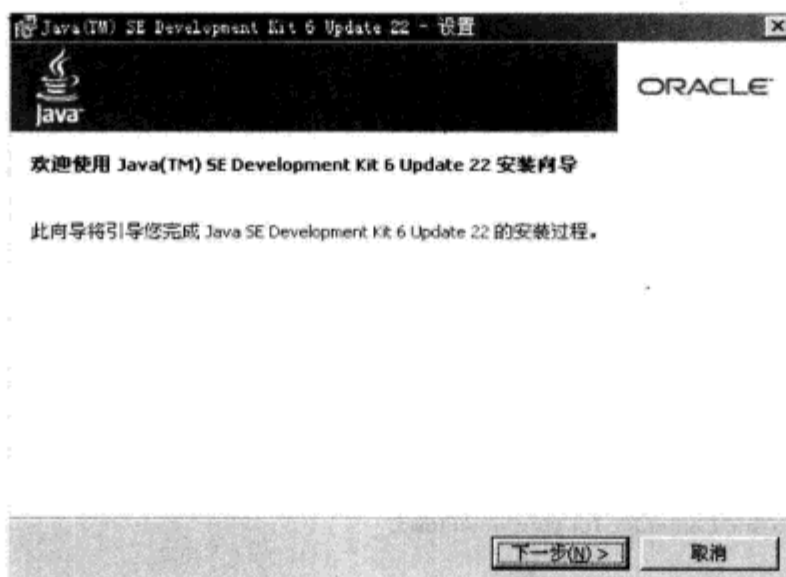 Java(TM) SE Development Kit 6 Update 22 - 设置
Java
ORACLE
欢迎使用 Java(TM) SE Development Kit 6 Update 22 安装向导
此向导将引导您完成 Java SE Development Kit 6 Update 22 的安装过程。
下一步(N) >
取消